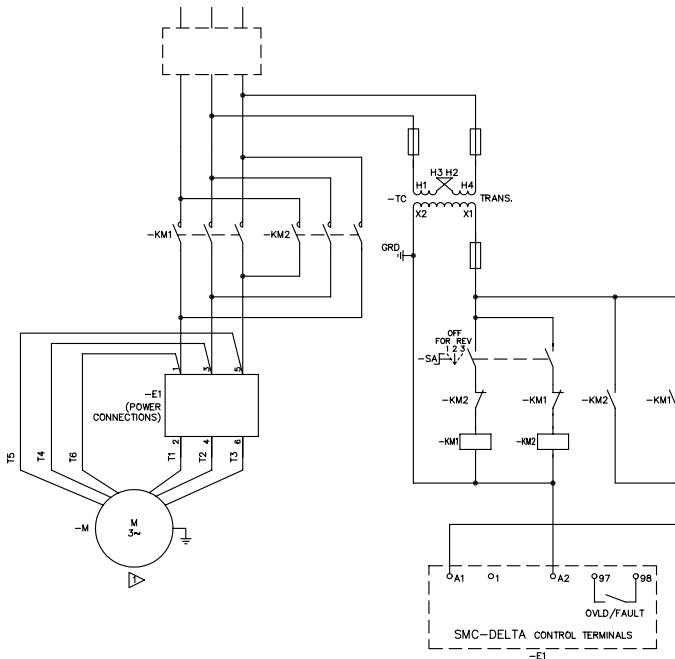 H3 H2
H1
H4
-TC
TRANS.
X2
X1
-KM1
-KM2
GRD
OFF
FOR REV
1 2 3
-SA
-KM2
-KM1
-KM2
-KM1
-KM1
-KM2
1
3
5
-E1
(POWER
CONNECTIONS)
2
4
6
T5
T4
T6
T1
T2
T3
-M
M
3~
1
A1
1
A2
97
98
OVLD/FAULT
SMC-DELTA CONTROL TERMINALS
-E1